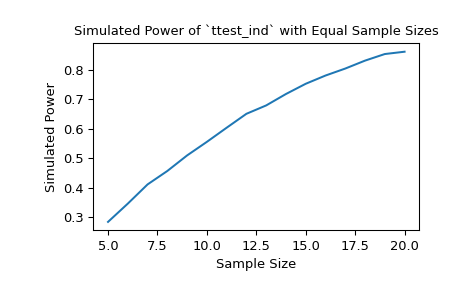 Simulated Power of `ttest_ind` with Equal Sample Sizes
0.8
0.7
0.6
0.5
0.4
0.3
Simulated Power
5.0 7.5 10.0 12.5 15.0 17.5 20.0
Sample Size